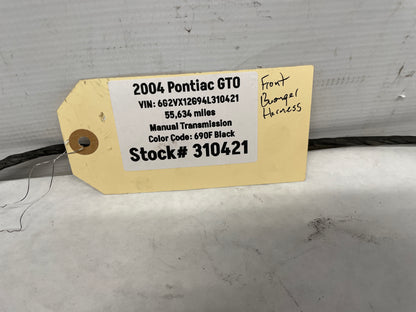 2004 Pontiac GTO
VIN: 6G2VX12G94L310421
55,634 miles
Manual Transmission
Color Code: 690F Black
Stock# 310421
Front
Bumper
Harness